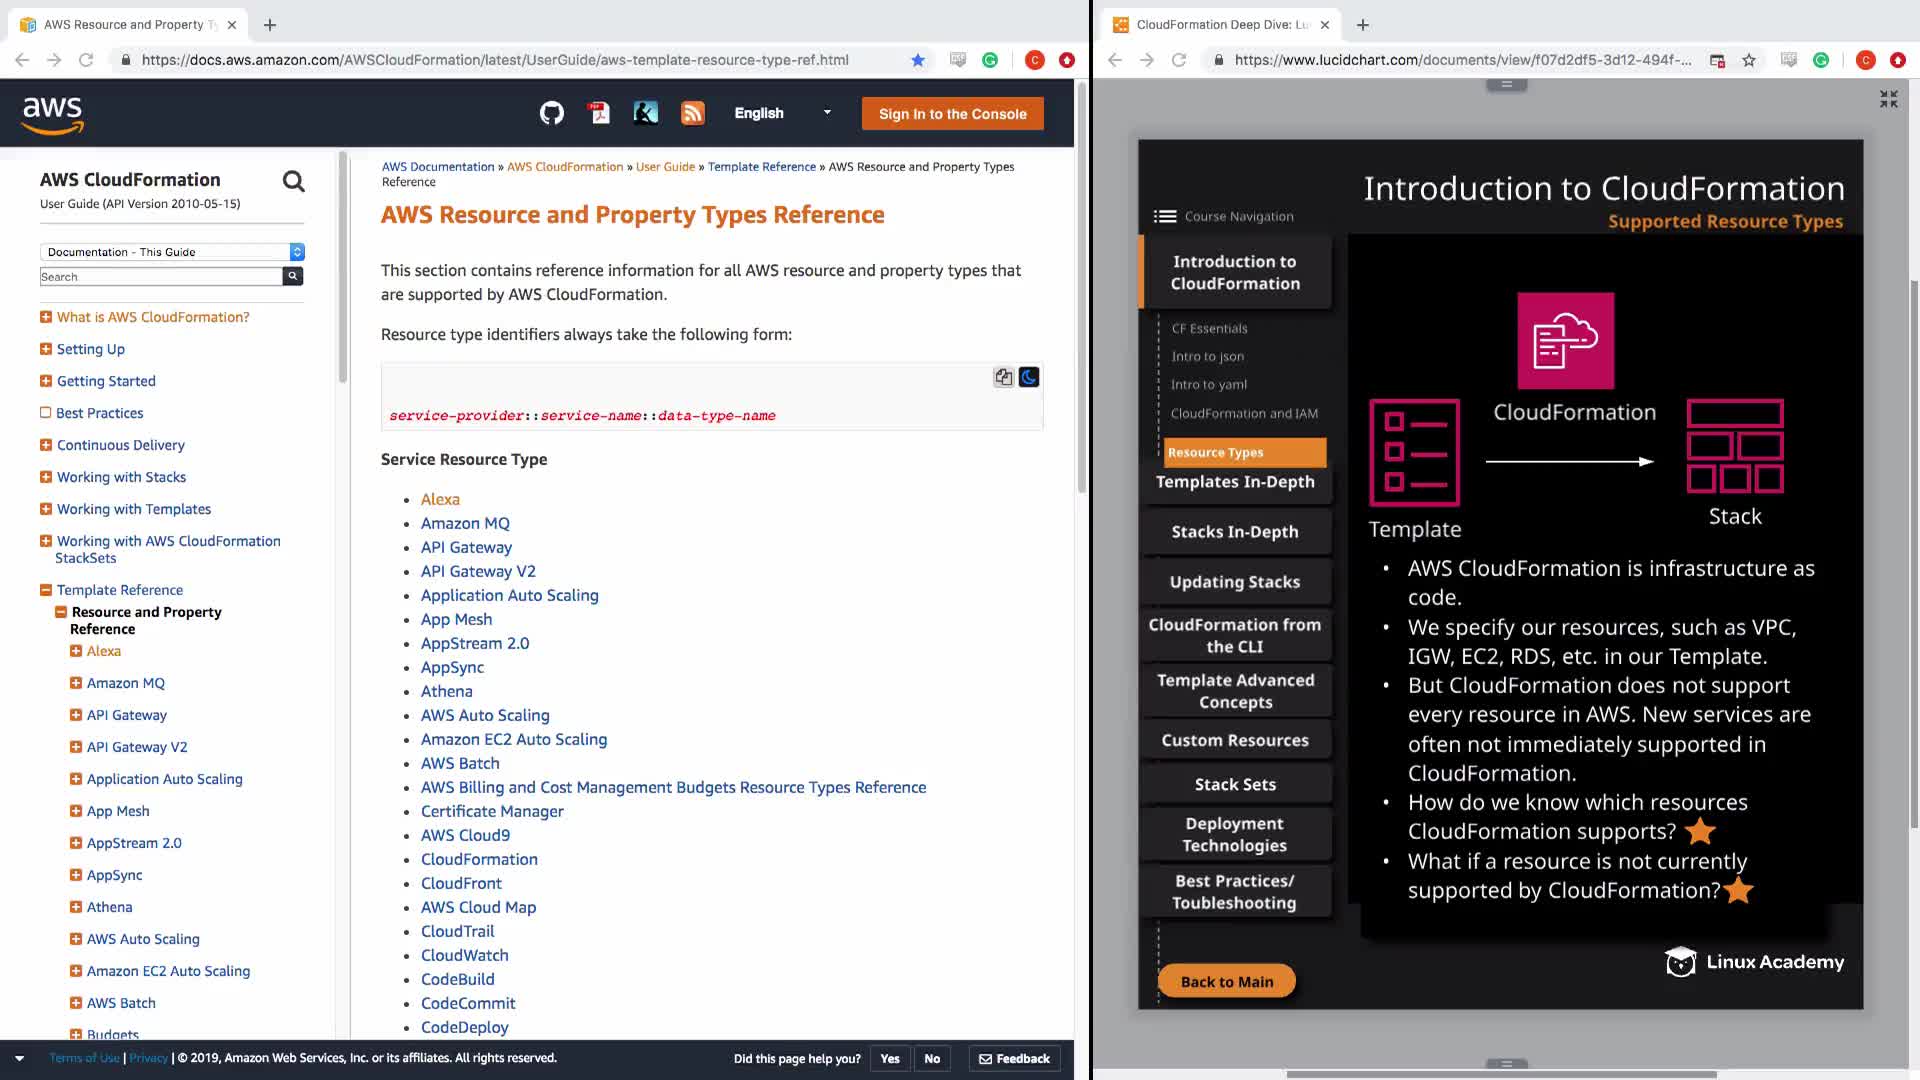 AWS Resource and Property Ty
https://docs.aws.amazon.com/AWSCloudFormation/latest/UserGuide/aws-template-resource-type-ref.html
C
aws
English
Sign In to the Console
AWS CloudFormation
User Guide (API Version 2010-05-15)
Documentation - This Guide
Search
What is AWS CloudFormation?
Setting Up
Getting Started
Best Practices
Continuous Delivery
Working with Stacks
Working with Templates
Working with AWS CloudFormation
StackSets
Template Reference
Resource and Property
Reference
Alexa
Amazon MQ
API Gateway
API Gateway V2
Application Auto Scaling
App Mesh
AppStream 2.0
AppSync
Athena
AWS Auto Scaling
Amazon EC2 Auto Scaling
AWS Batch
Budgets
AWS Documentation » AWS CloudFormation » User Guide » Template Reference » AWS Resource and Property Types
Reference
AWS Resource and Property Types Reference
This section contains reference information for all AWS resource and property types that
are supported by AWS CloudFormation.
Resource type identifiers always take the following form:
service-provider::service-name::data-type-name
Service Resource Type
• Alexa
• Amazon MQ
• API Gateway
• API Gateway V2
• Application Auto Scaling
• App Mesh
• AppStream 2.0
• AppSync
• Athena
• AWS Auto Scaling
• Amazon EC2 Auto Scaling
• AWS Batch
• AWS Billing and Cost Management Budgets Resource Types Reference
• Certificate Manager
• AWS Cloud9
• CloudFormation
• CloudFront
• AWS Cloud Map
• CloudTrail
• CloudWatch
• CodeBuild
• CodeCommit
• CodeDeploy
Terms of Use | Privacy | © 2019, Amazon Web Services, Inc. or its affiliates. All rights reserved.
Did this page help you?
Yes
No
Feedback
CloudFormation Deep Dive: Lu
https://www.lucidchart.com/documents/view/f07d2df5-3d12-494f-...
C
Introduction to CloudFormation
Supported Resource Types
Course Navigation
Introduction to
CloudFormation
CF Essentials
Intro to json
Intro to yaml
CloudFormation and IAM
Resource Types
Templates In-Depth
Stacks In-Depth
Updating Stacks
CloudFormation from
the CLI
Template Advanced
Concepts
Custom Resources
Stack Sets
Deployment
Technologies
Best Practices/
Toubleshooting
Back to Main
CloudFormation
Template
Stack
• AWS CloudFormation is infrastructure as
code.
• We specify our resources, such as VPC,
IGW, EC2, RDS, etc. in our Template.
• But CloudFormation does not support
every resource in AWS. New services are
often not immediately supported in
CloudFormation.
• How do we know which resources
CloudFormation supports?
• What if a resource is not currently
supported by CloudFormation?
Linux Academy